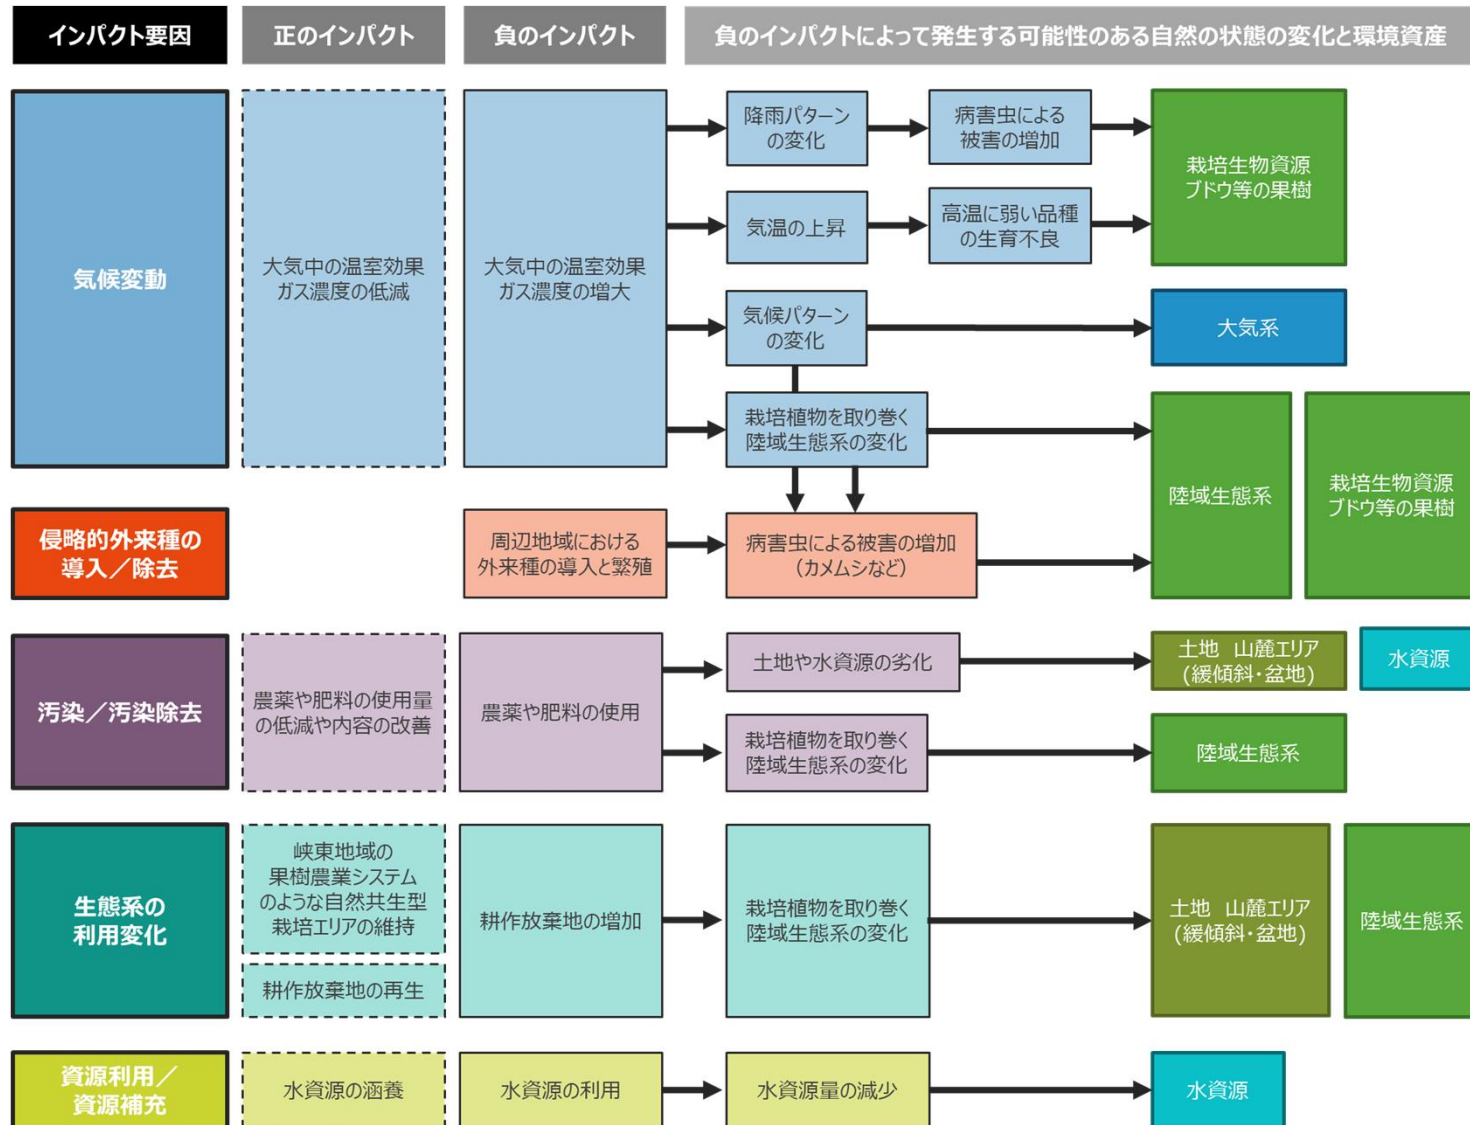 インパクト要因
正のインパクト
負のインパクト
負のインパクトによって発生する可能性のある自然の状態の変化と環境資産
気候変動
大気中の温室効果
ガス濃度の低減
大気中の温室効果
ガス濃度の増大
降雨パターン
の変化
病害虫による
被害の増加
栽培生物資源
ブドウ等の果樹
気温の上昇
高温に弱い品種
の生育不良
気候パターン
の変化
大気系
栽培植物を取り巻く
陸域生態系の変化
陸域生態系
栽培生物資源
ブドウ等の果樹
侵略的外来種の
導入／除去
周辺地域における
外来種の導入と繁殖
病害虫による被害の増加
（カメムシなど）
汚染／汚染除去
農薬や肥料の使用量
の低減や内容の改善
農薬や肥料の使用
土地や水資源の劣化
土地　山麓エリア
(緩傾斜・盆地)
水資源
栽培植物を取り巻く
陸域生態系の変化
陸域生態系
生態系の
利用変化
峡東地域の
果樹農業システム
のような自然共生型
栽培エリアの維持
耕作放棄地の再生
耕作放棄地の増加
栽培植物を取り巻く
陸域生態系の変化
土地　山麓エリア
(緩傾斜・盆地)
陸域生態系
資源利用／
資源補充
水資源の涵養
水資源の利用
水資源量の減少
水資源